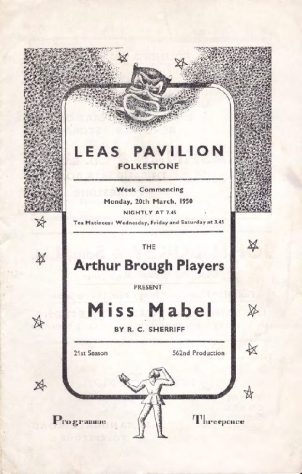 LEAS PAVILION
FOLKESTONE
Week Commencing
Monday, 20th March, 1950
NIGHTLY AT 7.45
Tea Matinees: Wednesday, Friday and Saturday at 3.45
THE
Arthur Brough Players
PRESENT
Miss Mabel
BY R. C. SHERRIFF
21st Season 562nd Production
Programme Threepence